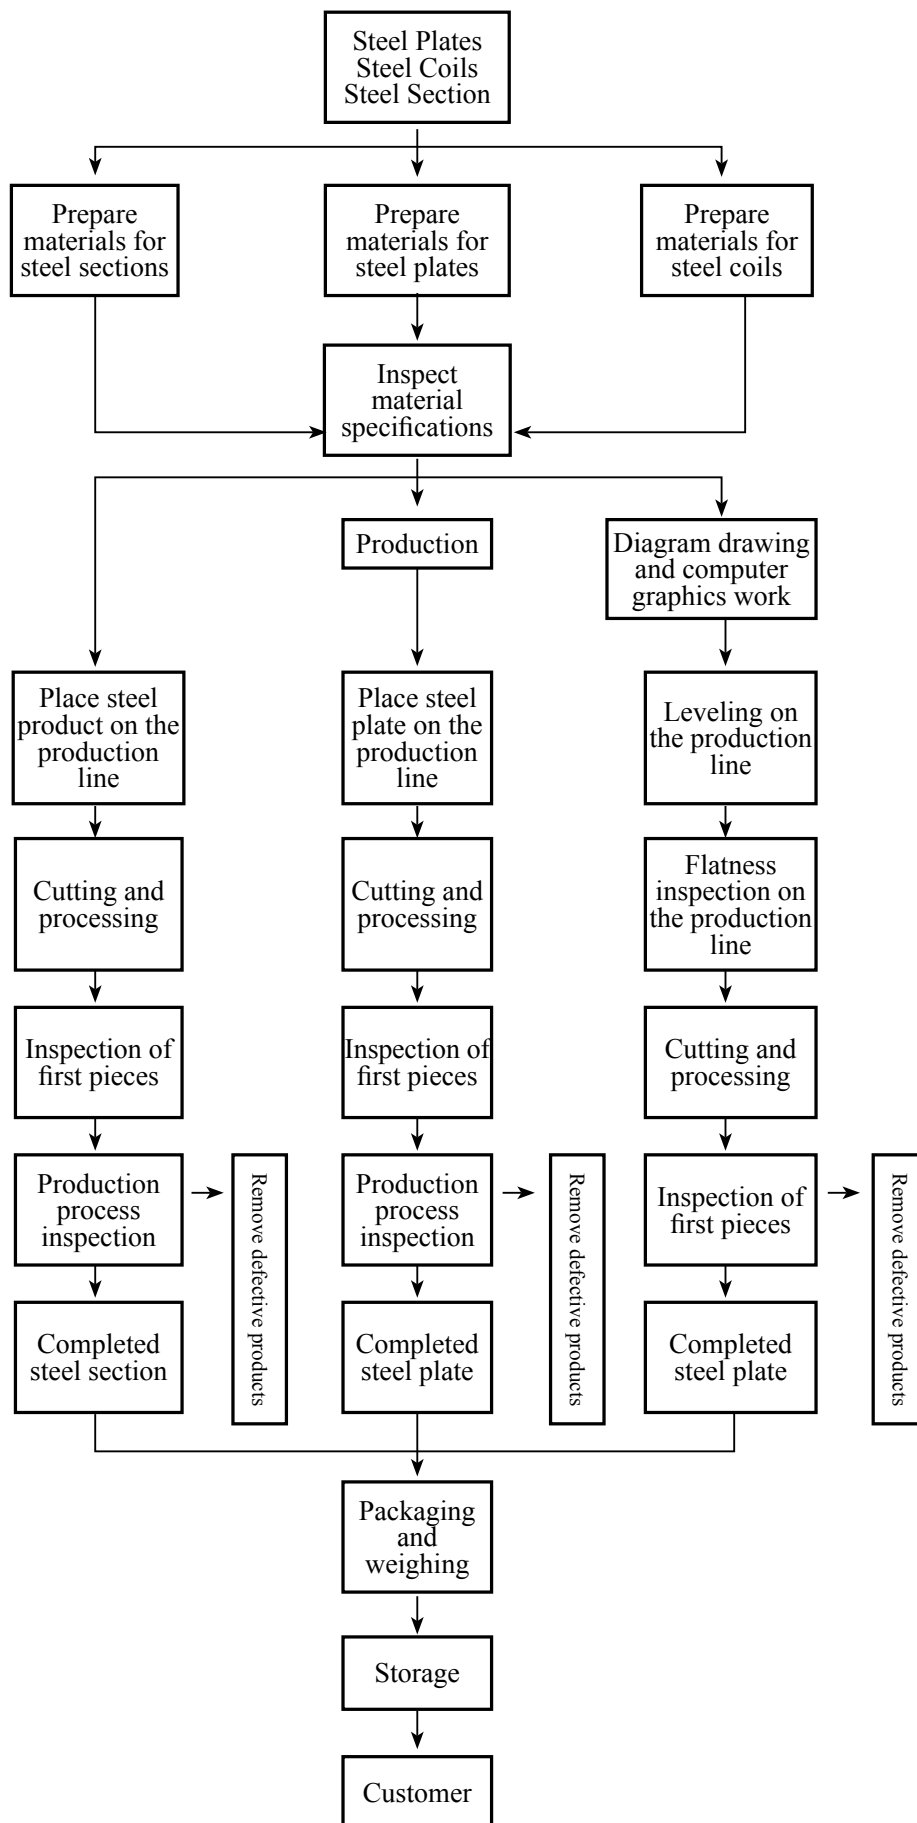 Steel Plates
Steel Coils
Steel Section
Prepare
materials for
steel sections
Prepare
materials for
steel plates
Prepare
materials for
steel coils
Inspect
material
specifications
Production
Diagram drawing
and computer
graphics work
Place steel
product on the
production
line
Place steel
plate on the
production
line
Leveling on
the production
line
Cutting and
processing
Cutting and
processing
Flatness
inspection on
the production
line
Inspection of
first pieces
Inspection of
first pieces
Cutting and
processing
Production
process
inspection
Remove defective products
Production
process
inspection
Remove defective products
Inspection of
first pieces
Remove defective products
Completed
steel section
Completed
steel plate
Completed
steel plate
Packaging
and
weighing
Storage
Customer